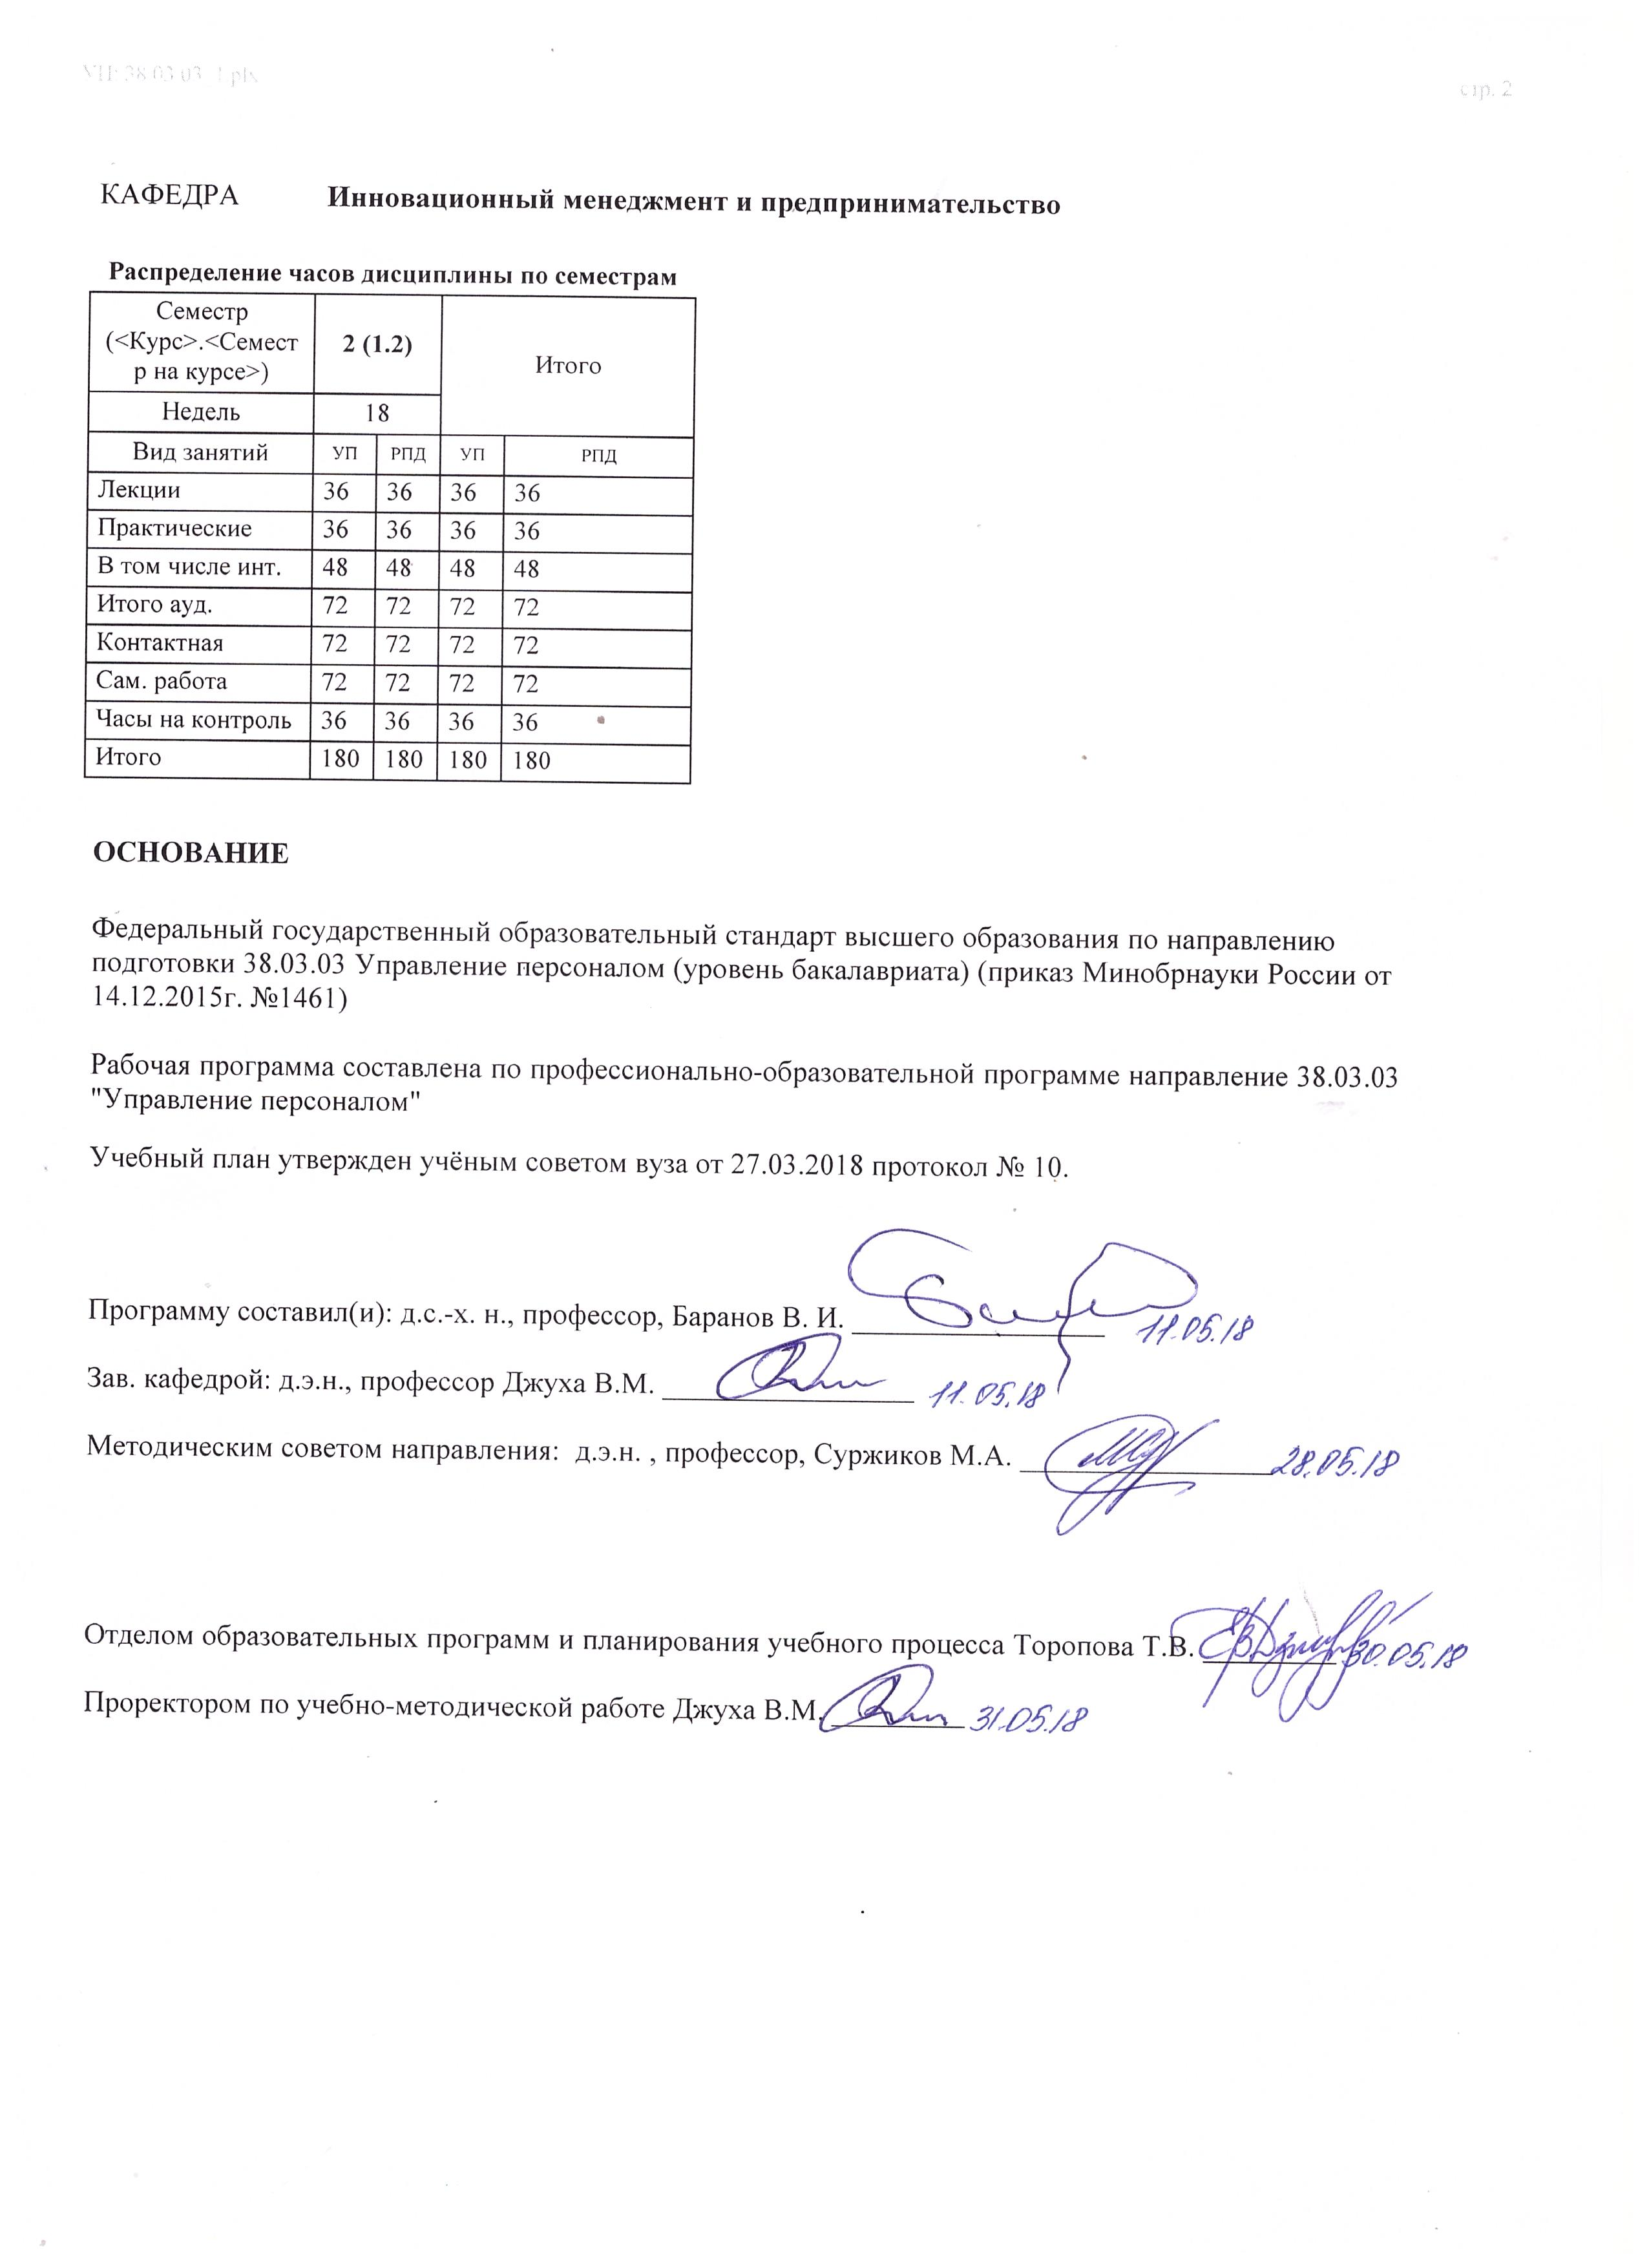 УП: 38.03.03_1.plx
стр. 2
КАФЕДРА Инновационный менеджмент и предпринимательство
Распределение часов дисциплины по семестрам
Семестр (<Курс>.<Семест 2 (1.2) Итого
р на курсе>)
Недель 18
Вид занятий УП РПД УП РПД
Лекции 36 36 36 36
Практические 36 36 36 36
В том числе инт. 48 48 48 48
Итого ауд. 72 72 72 72
Контактная 72 72 72 72
Сам. работа 72 72 72 72
Часы на контроль 36 36 36 36
Итого 180 180 180 180
ОСНОВАНИЕ
Федеральный государственный образовательный стандарт высшего образования по направлению
подготовки 38.03.03 Управление персоналом (уровень бакалавриата) (приказ Минобрнауки России от
14.12.2015г. №1461)
Рабочая программа составлена по профессионально-образовательной программе направление 38.03.03
"Управление персоналом"
Учебный план утвержден учёным советом вуза от 27.03.2018 протокол № 10.
Программу составил(и): д.с.-х. н., профессор, Баранов В. И. 11.05.18
Зав. кафедрой: д.э.н., профессор Джуха В.М. 11.05.18
Методическим советом направления: д.э.н. , профессор, Суржиков М.А. 28.05.18
Отделом образовательных программ и планирования учебного процесса Торопова Т.В. 30.05.18
Проректором по учебно-методической работе Джуха В.М. 31.05.18